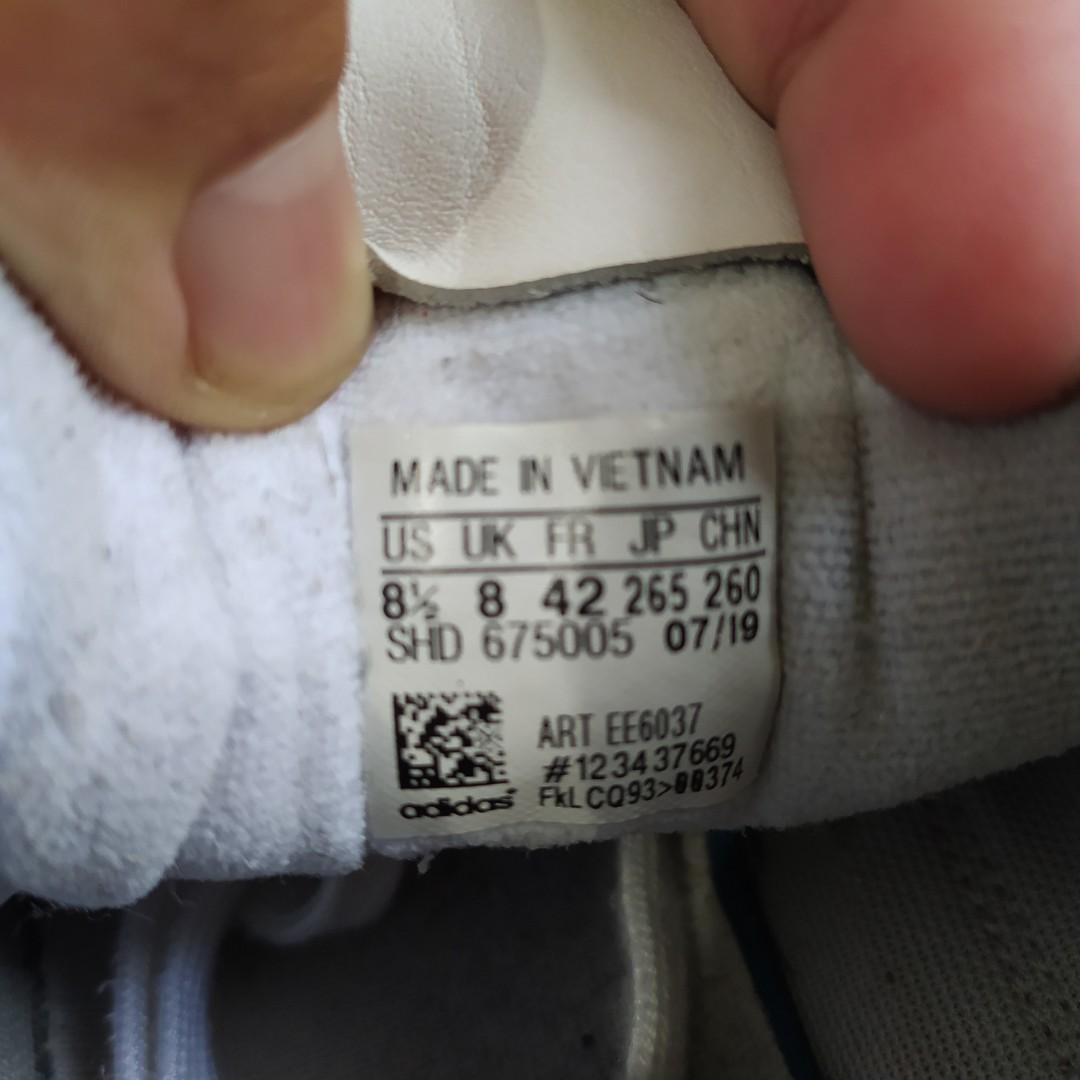 MADE IN VIETNAM
US UK FR JP CHN
8½ 8 42 265 260
SHD 675005 07/19
ART EE6037
#123437669
FkLCQ93>00374
adidas